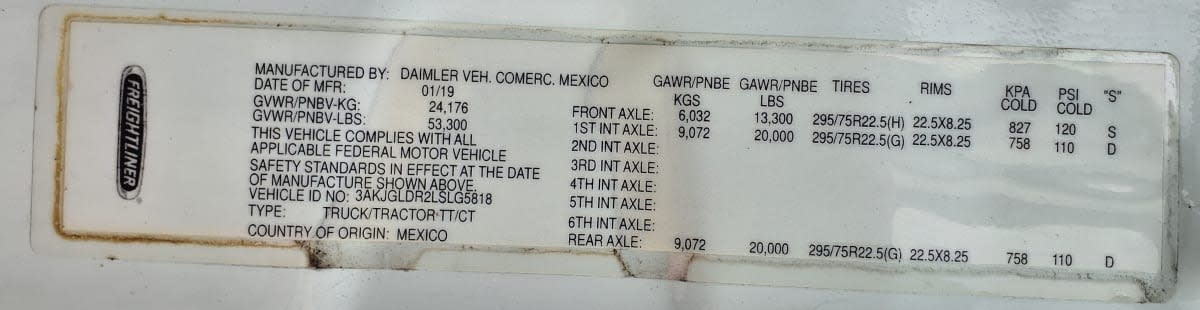 FREIGHTLINER
MANUFACTURED BY: DAIMLER VEH. COMERC. MEXICO
DATE OF MFR: 01/19
GVWR/PNBV-KG: 24,176
GVWR/PNBV-LBS: 53,300
THIS VEHICLE COMPLIES WITH ALL
APPLICABLE FEDERAL MOTOR VEHICLE
SAFETY STANDARDS IN EFFECT AT THE DATE
OF MANUFACTURE SHOWN ABOVE.
VEHICLE ID NO: 3AKJGLDR2LSLG5818
TYPE: TRUCK/TRACTOR TT/CT
COUNTRY OF ORIGIN: MEXICO
GAWR/PNBE GAWR/PNBE TIRES RIMS KPA PSI "S"
KGS LBS COLD COLD
FRONT AXLE: 6,032 13,300 295/75R22.5(H) 22.5X8.25 827 120 S
1ST INT AXLE: 9,072 20,000 295/75R22.5(G) 22.5X8.25 758 110 D
2ND INT AXLE:
3RD INT AXLE:
4TH INT AXLE:
5TH INT AXLE:
6TH INT AXLE:
REAR AXLE: 9,072 20,000 295/75R22.5(G) 22.5X8.25 758 110 D